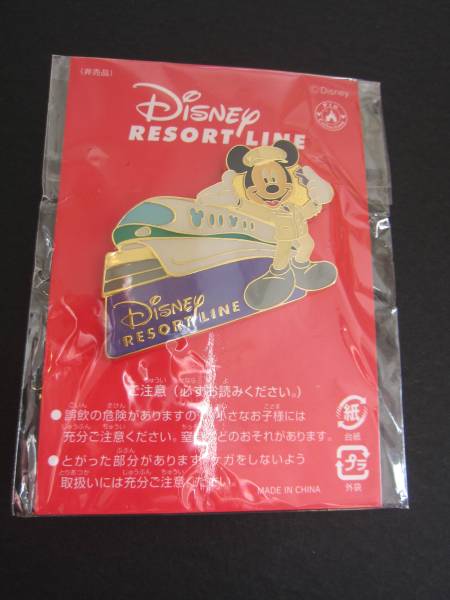 (非売品)
©Disney
DISNEY
RESORT LINE
DISNEY
RESORT LINE
ご注意(必ずお読みください。)
●誤飲の危険がありますの 小さなお子様には
充分ご注意ください。窒 などのおそれがあります。
●とがった部分があります ケガをしないよう
取扱いには充分ご注意 ださい。
MADE IN CHINA
紙
台紙
プラ
外袋